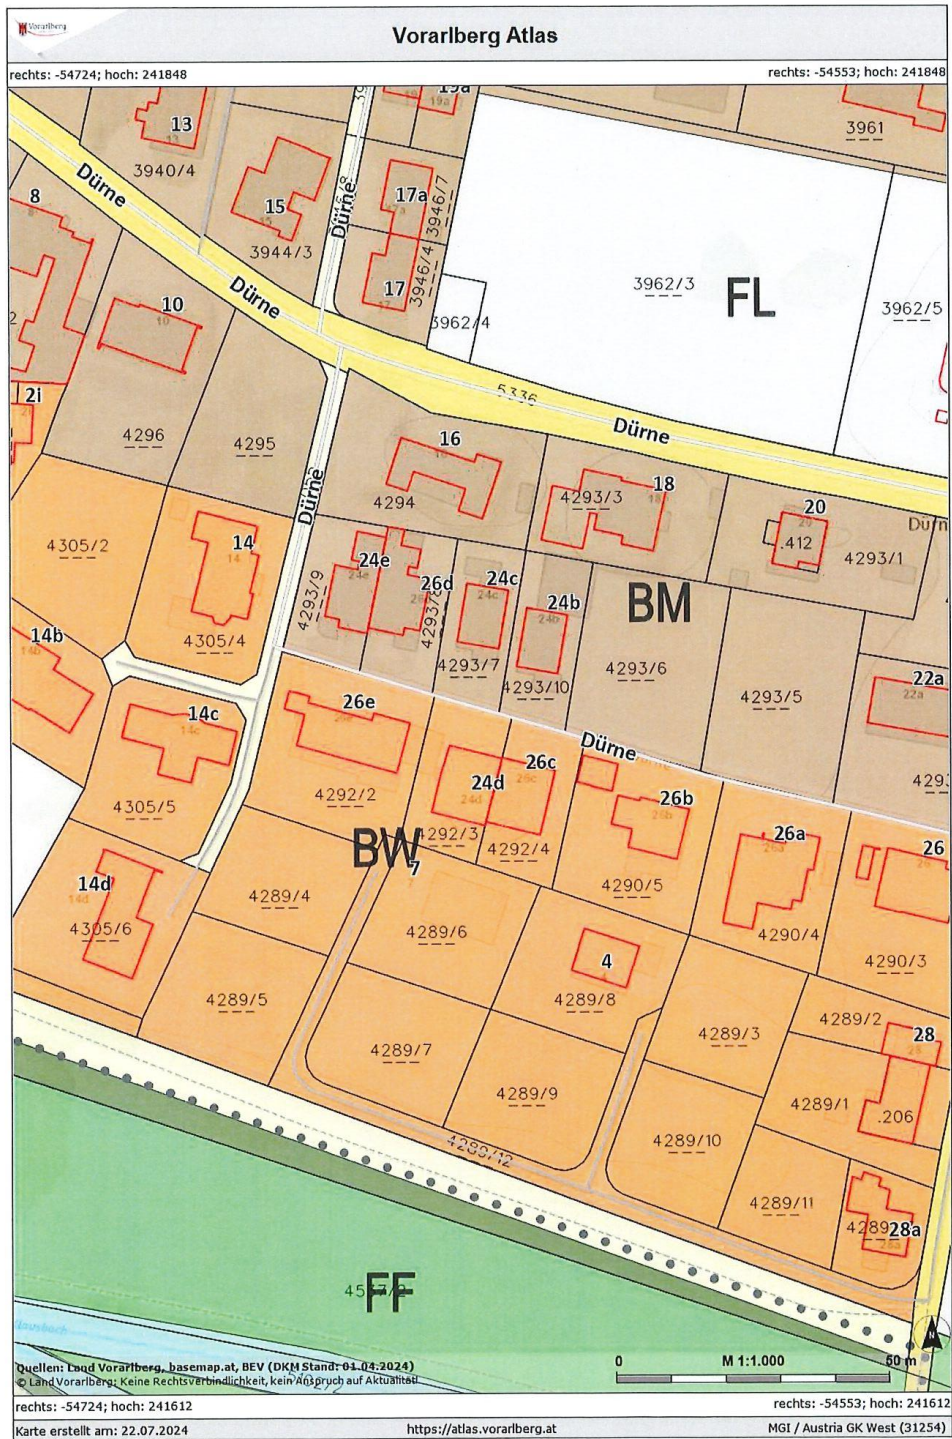 Vorarlberg
Vorarlberg Atlas
rechts: -54724; hoch: 241848
rechts: -54553; hoch: 241848
19a
13
3961
3940/4
8
17a
15
Dürne
Dürne
3946/7
3944/3
3946/4
17
3962/3
FL
3962/5
Dürne
10
3962/4
5336
2i
4296
4295
Dürne
16
4294
18
4293/3
20
.412
4293/1
Dürne
4305/2
14
24e
26d
24c
24b
BM
4293/9
4305/4
14b
4293/7
4293/10
4293/6
4293/5
22a
26e
14c
Dürne
26c
24d
26b
4292/2
4305/5
4292/3
4292/4
26a
26
BW
7
4290/5
14d
4289/4
4305/6
4289/6
4290/4
4290/3
4
4289/5
4289/8
4289/7
4289/3
4289/2
28
4289/9
4289/1
.206
4289/12
4289/10
4289/11
28a
FF
Quellen: Land Vorarlberg, basemap.at, BEV (DKM Stand: 01.04.2024)
© Land Vorarlberg; Keine Rechtsverbindlichkeit, kein Anspruch auf Aktualität
0 M 1:1.000 50 m
N
rechts: -54724; hoch: 241612
rechts: -54553; hoch: 241612
Karte erstellt am: 22.07.2024
https://atlas.vorarlberg.at
MGI / Austria GK West (31254)